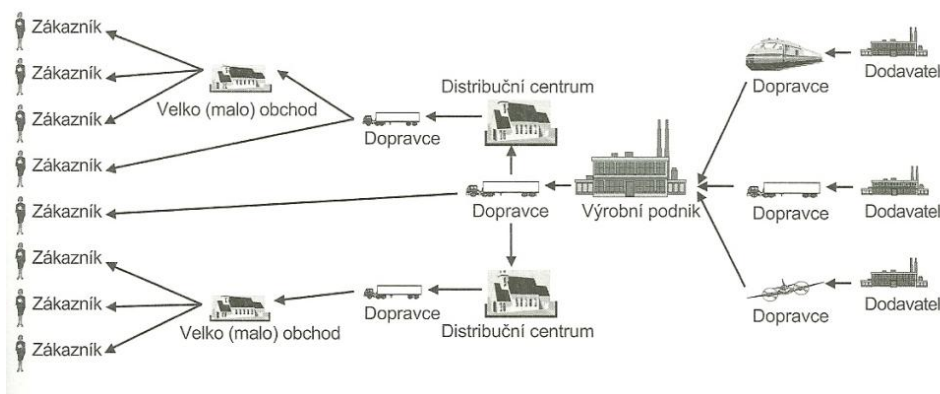 Zákazník
Zákazník
Zákazník
Zákazník
Zákazník
Zákazník
Zákazník
Zákazník
Velko (malo) obchod
Velko (malo) obchod
Dopravce
Distribuční centrum
Dopravce
Distribuční centrum
Dopravce
Výrobní podnik
Dopravce
Dopravce
Dopravce
Dodavatel
Dodavatel
Dodavatel